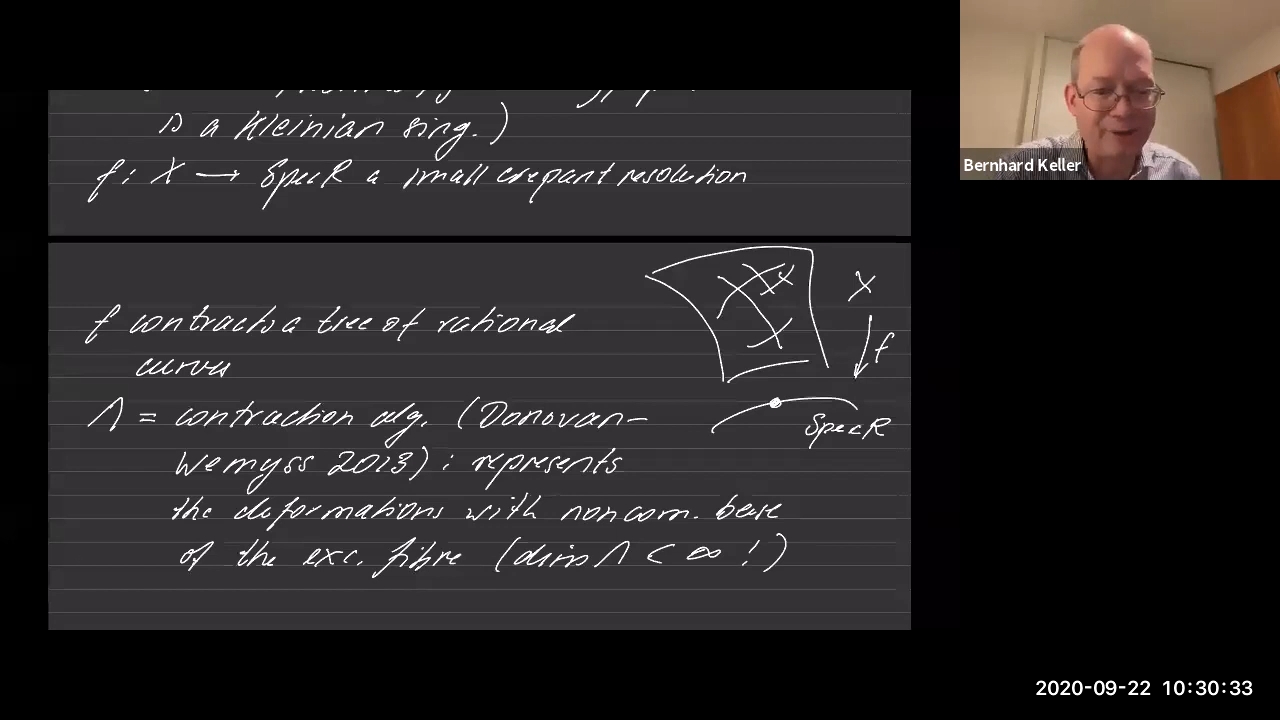 is a Kleinian sing.)
f : X → Spec R a small crepant resolution
f contracts a tree of rational
curves
X
f
Spec R
Λ = contraction alg. (Donovan–
Wemyss 2013) : represents
the deformations with noncom. base
of the exc. fibre (dim Λ < ∞ !)
Bernhard Keller
2020-09-22 10:30:33